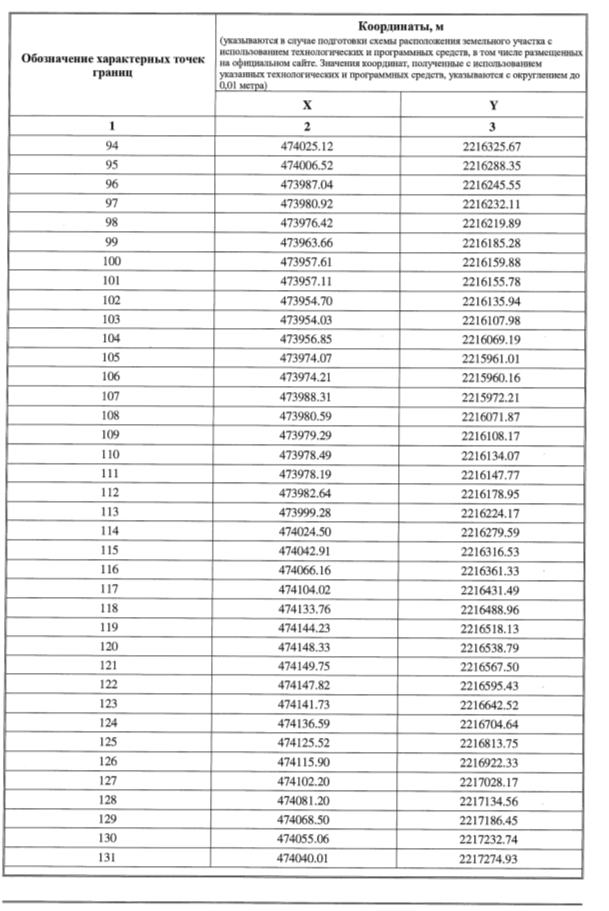 Обозначение характерных точек
границ
Координаты, м
(указываются в случае подготовки схемы расположения земельного участка с
использованием технологических и программных средств, в том числе размещенных
на официальном сайте. Значения координат, полученные с использованием
указанных технологических и программных средств, указываются с округлением до
0,01 метра)
X Y
1 2 3
94 474025.12 2216325.67
95 474006.52 2216288.35
96 473987.04 2216245.55
97 473980.92 2216232.11
98 473976.42 2216219.89
99 473963.66 2216185.28
100 473957.61 2216159.88
101 473957.11 2216155.78
102 473954.70 2216135.94
103 473954.03 2216107.98
104 473956.85 2216069.19
105 473974.07 2215961.01
106 473974.21 2215960.16
107 473988.31 2215972.21
108 473980.59 2216071.87
109 473979.29 2216108.17
110 473978.49 2216134.07
111 473978.19 2216147.77
112 473982.64 2216178.95
113 473999.28 2216224.17
114 474024.50 2216279.59
115 474042.91 2216316.53
116 474066.16 2216361.33
117 474104.02 2216431.49
118 474133.76 2216488.96
119 474144.23 2216518.13
120 474148.33 2216538.79
121 474149.75 2216567.50
122 474147.82 2216595.43
123 474141.73 2216642.52
124 474136.59 2216704.64
125 474125.52 2216813.75
126 474115.90 2216922.33
127 474102.20 2217028.17
128 474081.20 2217134.56
129 474068.50 2217186.45
130 474055.06 2217232.74
131 474040.01 2217274.93